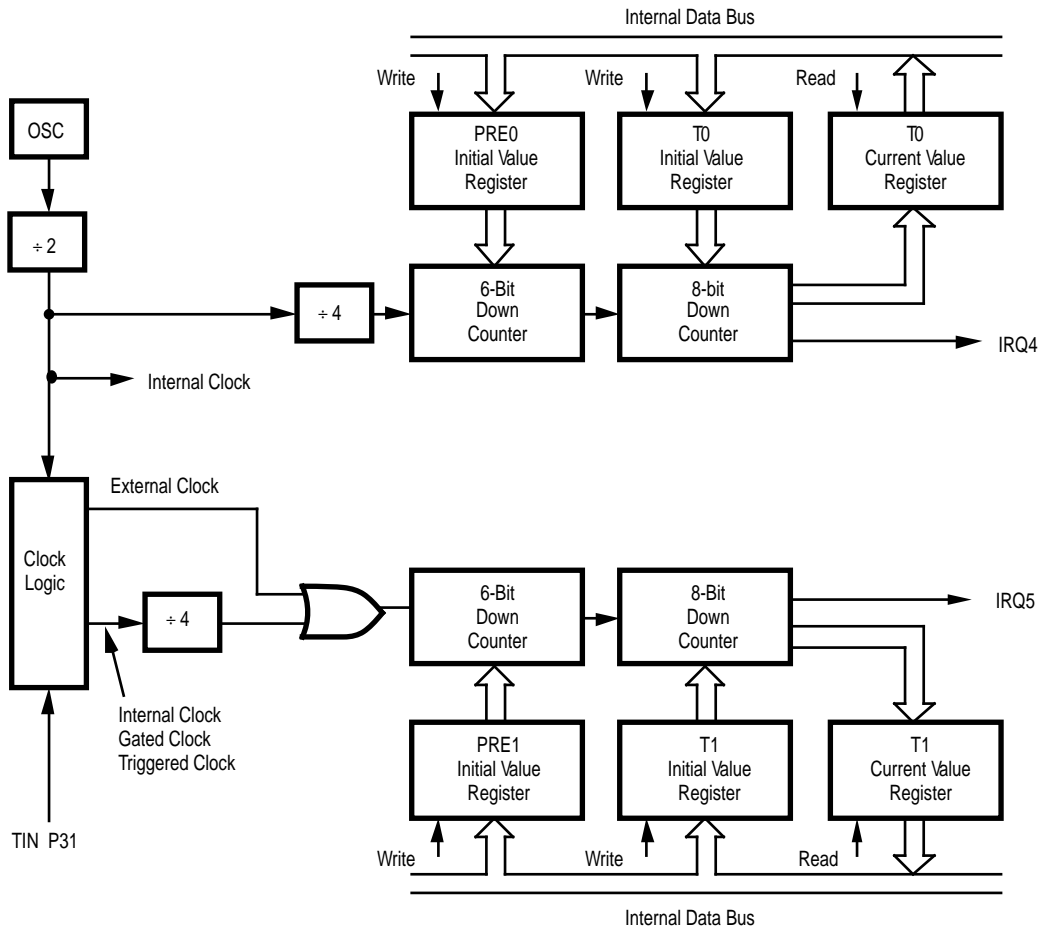 Internal Data Bus
Write
Write
Read
OSC
PRE0
Initial Value
Register
T0
Initial Value
Register
T0
Current Value
Register
÷ 2
÷ 4
6-Bit
Down
Counter
8-bit
Down
Counter
IRQ4
Internal Clock
External Clock
Clock
Logic
÷ 4
6-Bit
Down
Counter
8-Bit
Down
Counter
IRQ5
Internal Clock
Gated Clock
Triggered Clock
PRE1
Initial Value
Register
T1
Initial Value
Register
T1
Current Value
Register
TIN P31
Write
Write
Read
Internal Data Bus